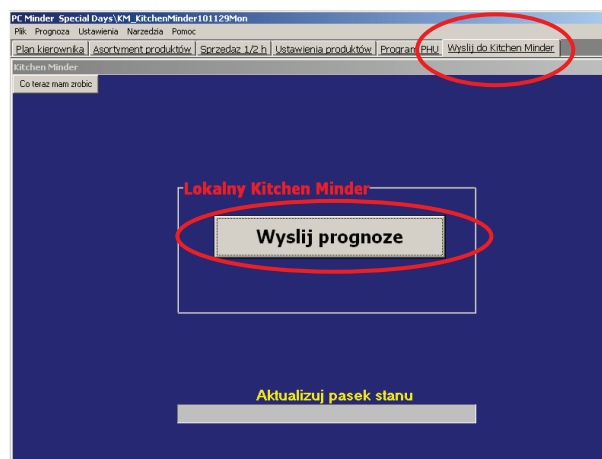 PC Minder Special Days\KM_KitchenMinder101129Mon
Plik Prognoza Ustawienia Narzedzia Pomoc
Plan kierownika Asortyment produktów Sprzedaz 1/2 h Ustawienia produktów Program PHU Wyslij do Kitchen Minder
Kitchen Minder
Co teraz mam zrobic
Lokalny Kitchen Minder
Wyslij prognoze
Aktualizuj pasek stanu